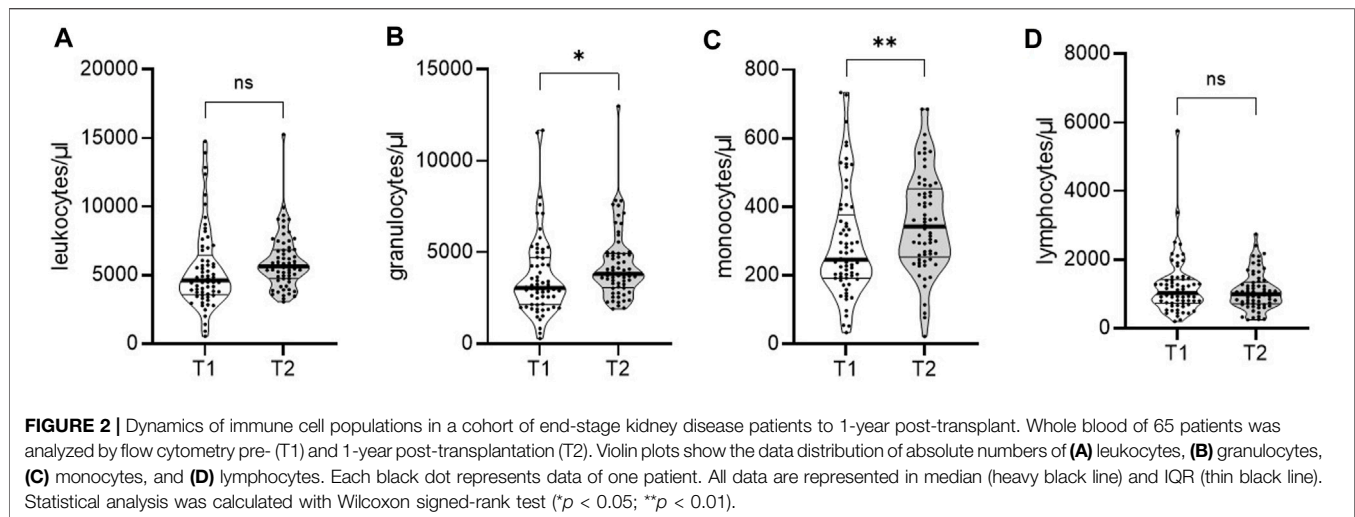 A
B
C
D
20000
15000
10000
5000
0
leukocytes/µl
ns
T1 T2
15000
10000
5000
0
granulocytes/µl
*
T1 T2
800
600
400
200
0
monoocytes/µl
**
T1 T2
8000
6000
4000
2000
0
lymphocytes/µl
ns
T1 T2
FIGURE 2 | Dynamics of immune cell populations in a cohort of end-stage kidney disease patients to 1-year post-transplant. Whole blood of 65 patients was
analyzed by flow cytometry pre- (T1) and 1-year post-transplantation (T2). Violin plots show the data distribution of absolute numbers of (A) leukocytes, (B) granulocytes,
(C) monocytes, and (D) lymphocytes. Each black dot represents data of one patient. All data are represented in median (heavy black line) and IQR (thin black line).
Statistical analysis was calculated with Wilcoxon signed-rank test (*p < 0.05; **p < 0.01).